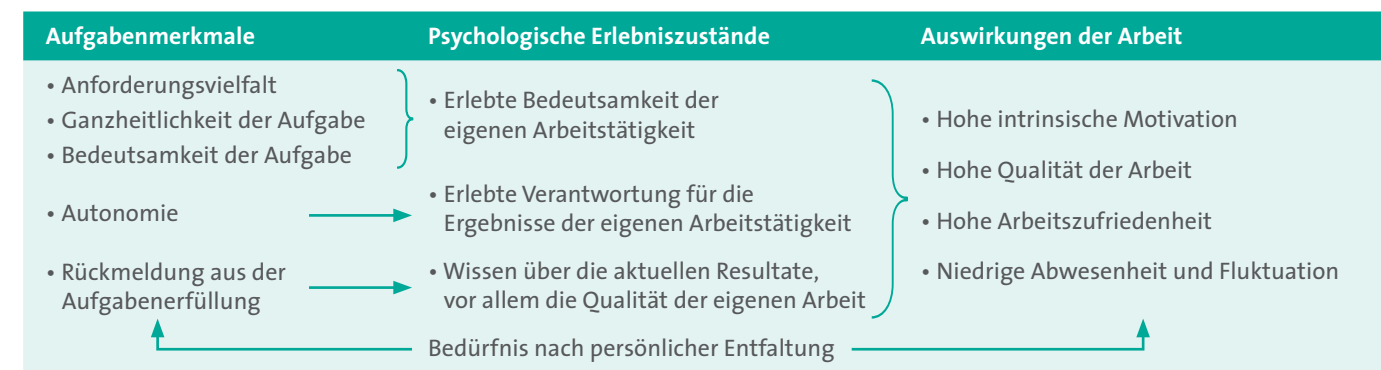 Aufgabenmerkmale
Psychologische Erlebniszustände
Auswirkungen der Arbeit
• Anforderungsvielfalt
• Ganzheitlichkeit der Aufgabe
• Bedeutsamkeit der Aufgabe
• Autonomie
• Rückmeldung aus der
Aufgabenerfüllung
• Erlebte Bedeutsamkeit der
eigenen Arbeitstätigkeit
• Erlebte Verantwortung für die
Ergebnisse der eigenen Arbeitstätigkeit
• Wissen über die aktuellen Resultate,
vor allem die Qualität der eigenen Arbeit
• Hohe intrinsische Motivation
• Hohe Qualität der Arbeit
• Hohe Arbeitszufriedenheit
• Niedrige Abwesenheit und Fluktuation
Bedürfnis nach persönlicher Entfaltung